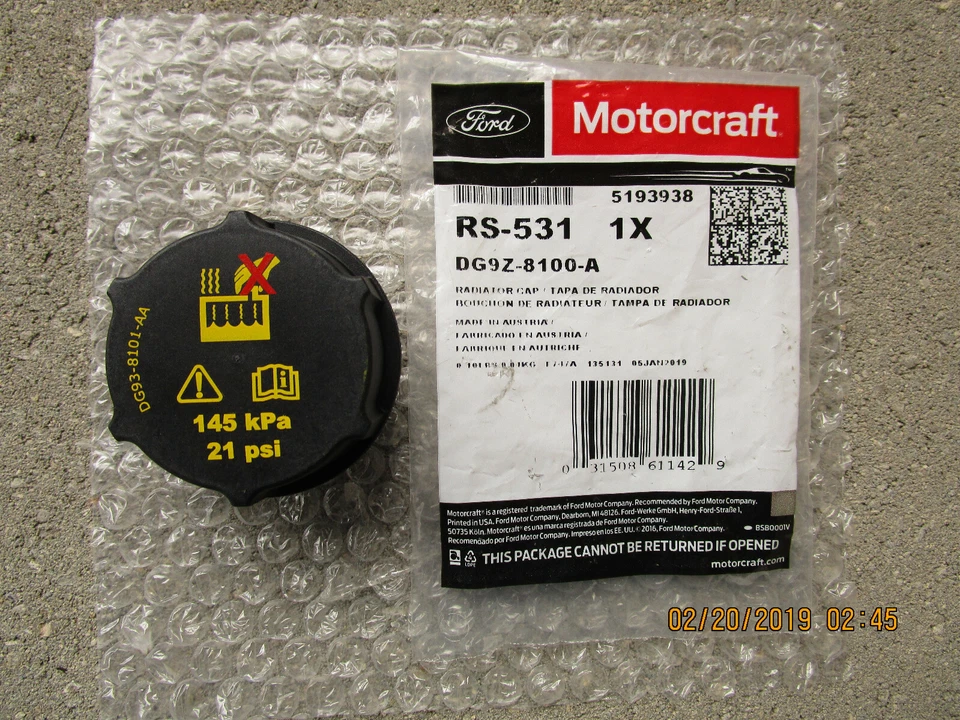 DG93-8101-AA
145 kPa
21 psi
Ford
Motorcraft
5193938
RS-531 1X
DG9Z-8100-A
RADIATOR CAP / TAPA DE RADIADOR
BOUCHON DE RADIATEUR / TAMPA DE RADIADOR
MADE IN AUSTRIA /
FABRICADO EN AUSTRIA /
FABRIQUE EN AUTRICHE
135131 05JAN2019
0 31508 61142 9
Motorcraft® is a registered trademark of Ford Motor Company. Recommended by Ford Motor Company.
Printed in USA. Ford Motor Company, Dearborn, MI 48126. Ford-Werke GmbH, Henry-Ford-Straße 1,
50735 Köln. Motorcraft® es una marca registrada de Ford Motor Company.
Recomendado por Ford Motor Company. Impreso en los EE. UU. © 2016, Ford Motor Company. BSB0001V
LDPE THIS PACKAGE CANNOT BE RETURNED IF OPENED
motorcraft.com
02/20/2019 02:45